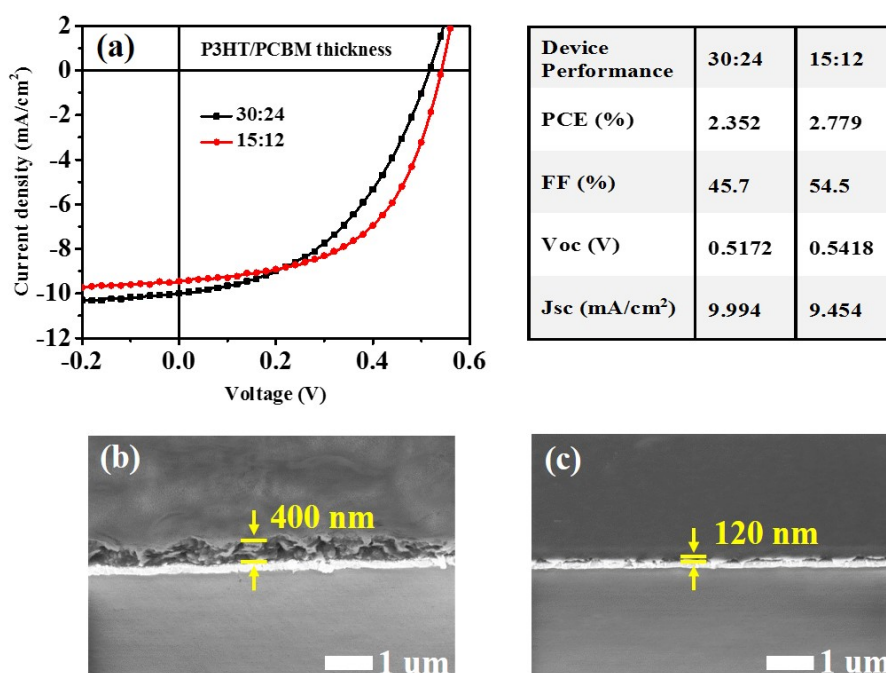 (a)
P3HT/PCBM thickness
30:24
15:12
2
0
-2
-4
-6
-8
-10
-12
Current density (mA/cm²)
-0.2 0.0 0.2 0.4 0.6
Voltage (V)
Device
Performance 30:24 15:12
PCE (%) 2.352 2.779
FF (%) 45.7 54.5
Voc (V) 0.5172 0.5418
Jsc (mA/cm²) 9.994 9.454
(b)
400 nm
1 um
(c)
120 nm
1 um